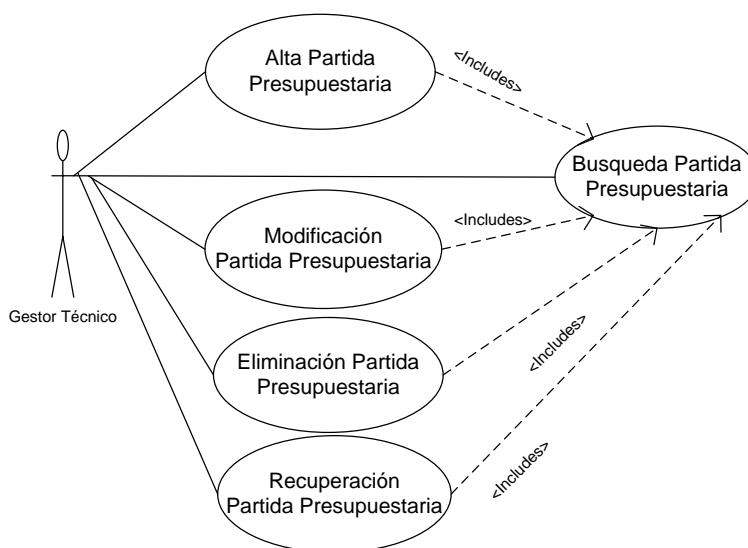 Alta Partida
Presupuestaria
<Includes>
Busqueda Partida
Presupuestaria
<Includes>
Modificación
Partida Presupuestaria
Gestor Técnico
Eliminación Partida
Presupuestaria
<Includes>
Recuperación
Partida Presupuestaria
<Includes>